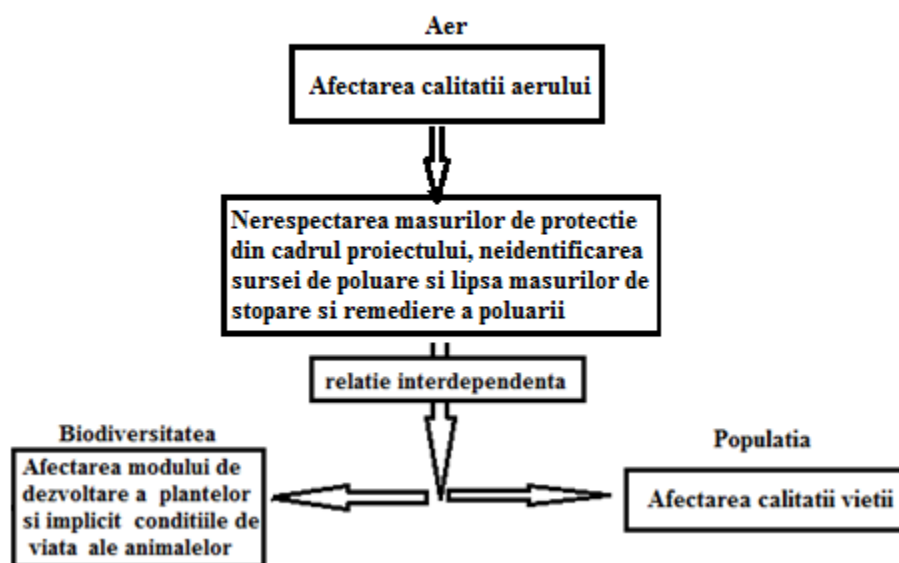 Aer
Afectarea calitatii aerului
Nerespectarea masurilor de protectie
din cadrul proiectului, neidentificarea
sursei de poluare si lipsa masurilor de
stopare si remediere a poluarii
relatie interdependenta
Biodiversitatea
Afectarea modului de
dezvoltare a plantelor
si implicit conditiile de
viata ale animalelor
Populatia
Afectarea calitatii vietii